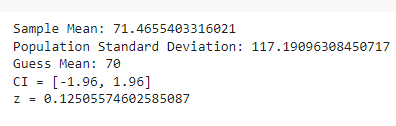 Sample Mean: 71.4655403316021
Population Standard Deviation: 117.19096308450717
Guess Mean: 70
CI = [-1.96, 1.96]
z = 0.12505574602585087